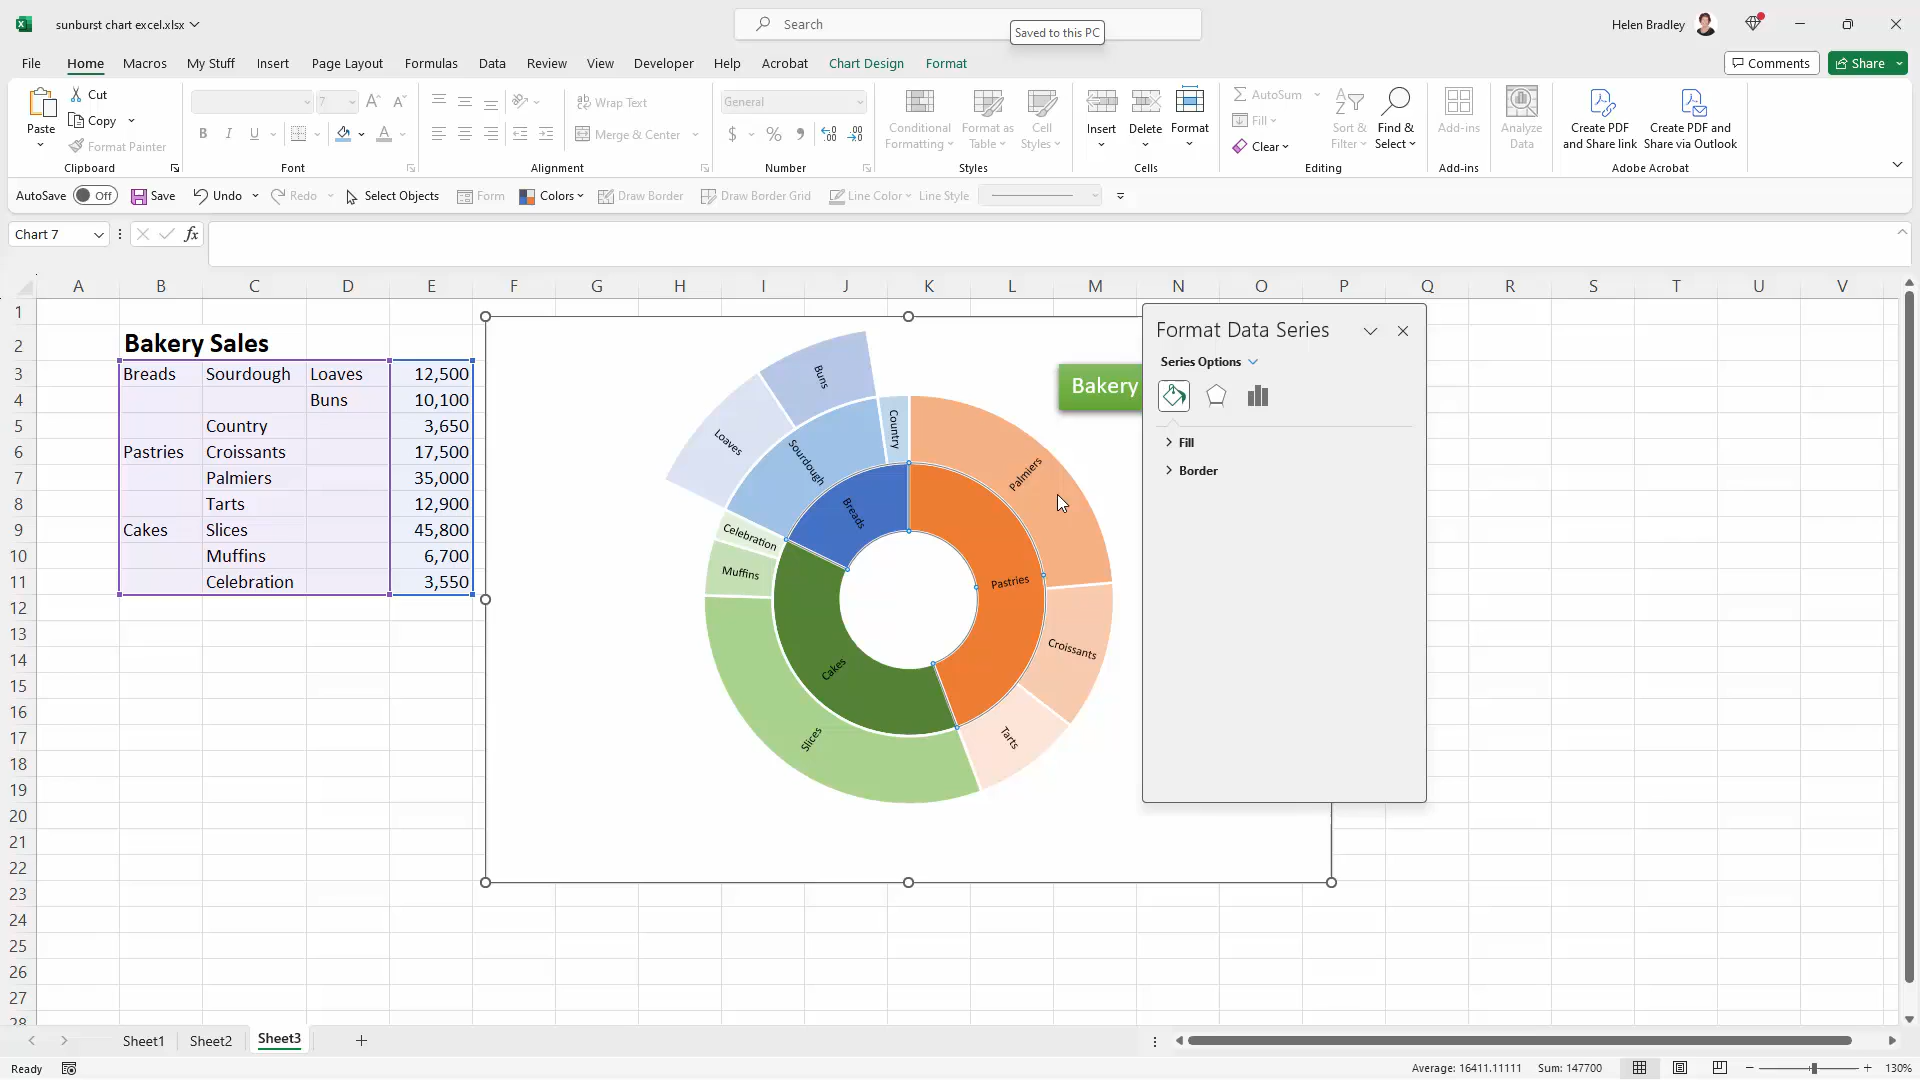 sunburst chart excel.xlsx
Search
Saved to this PC
Helen Bradley
File Home Macros My Stuff Insert Page Layout Formulas Data Review View Developer Help Acrobat Chart Design Format
Comments
Share
Paste
Cut
Copy
Format Painter
Clipboard
7
Font
Wrap Text
Merge & Center
Alignment
General
Number
Conditional Formatting
Format as Table
Cell Styles
Styles
Insert
Delete
Format
Cells
AutoSum
Fill
Clear
Sort & Filter
Find & Select
Editing
Add-ins
Add-ins
Analyze Data
Create PDF and Share link
Create PDF and Share via Outlook
Adobe Acrobat
AutoSave Off Save Undo Redo Select Objects Form Colors Draw Border Draw Border Grid Line Color Line Style
Chart 7
fx
A B C D E F G H I J K L M N O P Q R S T U V
1
2 Bakery Sales
3 Breads Sourdough Loaves 12,500
4 Buns 10,100
5 Country 3,650
6 Pastries Croissants 17,500
7 Palmiers 35,000
8 Tarts 12,900
9 Cakes Slices 45,800
10 Muffins 6,700
11 Celebration 3,550
12
13
14
15
16
17
18
19
20
21
22
23
24
25
26
27
28
Bakery
Buns
Loaves
Country
Sourdough
Breads
Palmiers
Celebration
Muffins
Pastries
Croissants
Cakes
Slices
Tarts
Format Data Series
Series Options
Fill
Border
Sheet1 Sheet2 Sheet3
Ready
Average: 16411.11111 Sum: 147700
130%